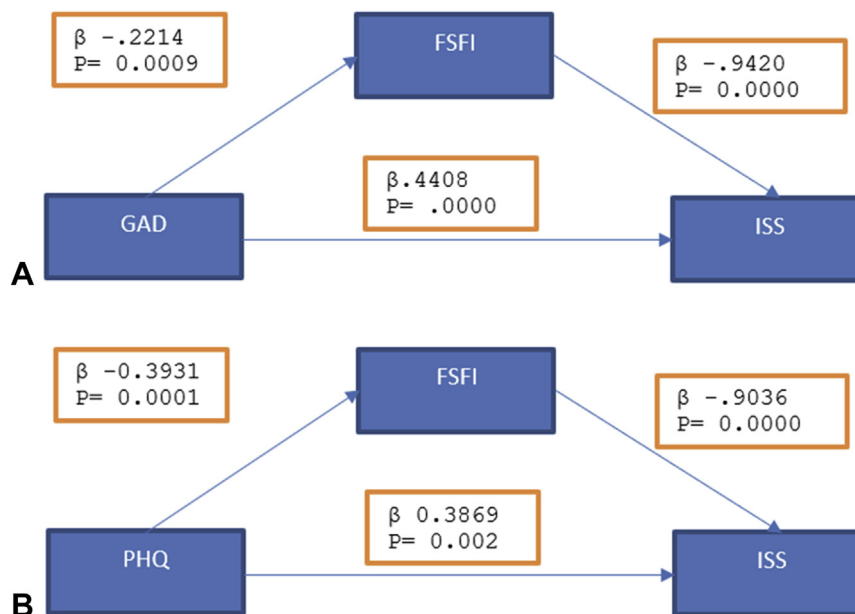 β -.2214
P= 0.0009
FSFI
β -.9420
P= 0.0000
β.4408
P= .0000
GAD
ISS
A
β -0.3931
P= 0.0001
FSFI
β -.9036
P= 0.0000
β 0.3869
P= 0.002
PHQ
ISS
B